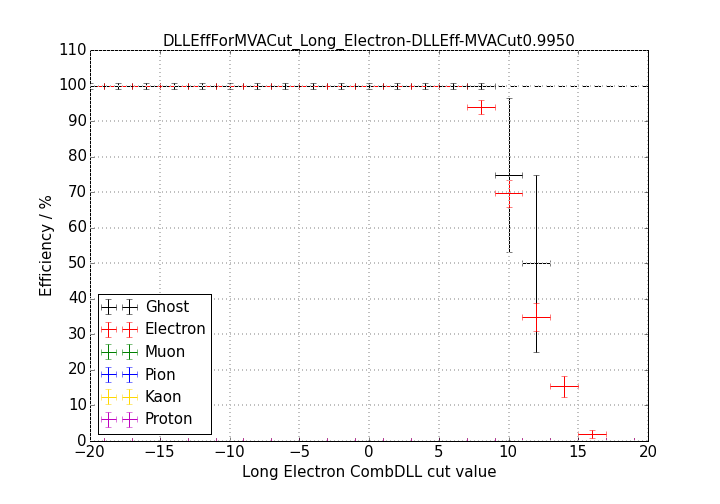 DLLEffForMVACut_Long_Electron-DLLEff-MVACut0.9950
110
100
90
80
70
60
50
40
30
20
10
0
Efficiency / %
Ghost
Electron
Muon
Pion
Kaon
Proton
−20 −15 −10 −5 0 5 10 15 20
Long Electron CombDLL cut value